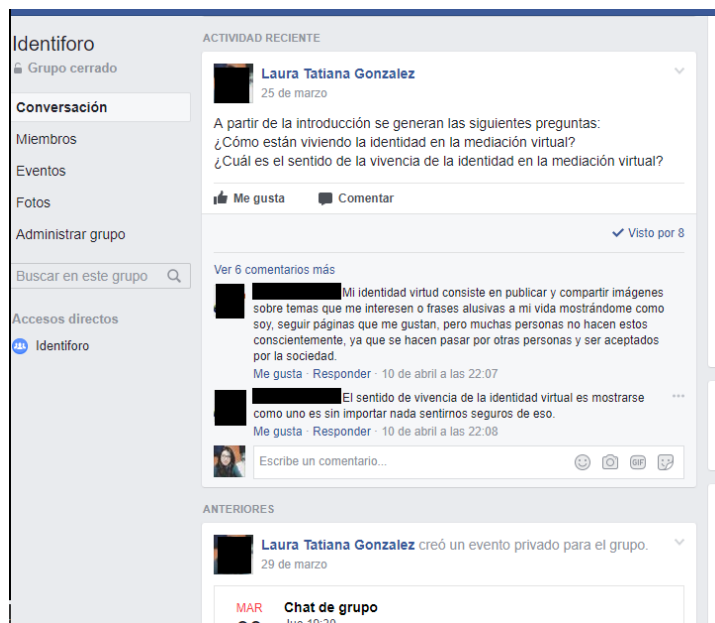 Identiforo
Grupo cerrado
Conversación
Miembros
Eventos
Fotos
Administrar grupo
Buscar en este grupo
Accesos directos
Identiforo
ACTIVIDAD RECIENTE
Laura Tatiana Gonzalez
25 de marzo
A partir de la introducción se generan las siguientes preguntas:
¿Cómo están viviendo la identidad en la mediación virtual?
¿Cuál es el sentido de la vivencia de la identidad en la mediación virtual?
Me gusta Comentar
Visto por 8
Ver 6 comentarios más
Mi identidad virtud consiste en publicar y compartir imágenes
sobre temas que me interesen o frases alusivas a mi vida mostrándome como
soy, seguir páginas que me gustan, pero muchas personas no hacen estos
conscientemente, ya que se hacen pasar por otras personas y ser aceptados
por la sociedad.
Me gusta · Responder · 10 de abril a las 22:07
El sentido de vivencia de la identidad virtual es mostrarse
como uno es sin importar nada sentirnos seguros de eso.
Me gusta · Responder · 10 de abril a las 22:08
Escribe un comentario...
GIF
ANTERIORES
Laura Tatiana Gonzalez creó un evento privado para el grupo.
29 de marzo
MAR
Chat de grupo